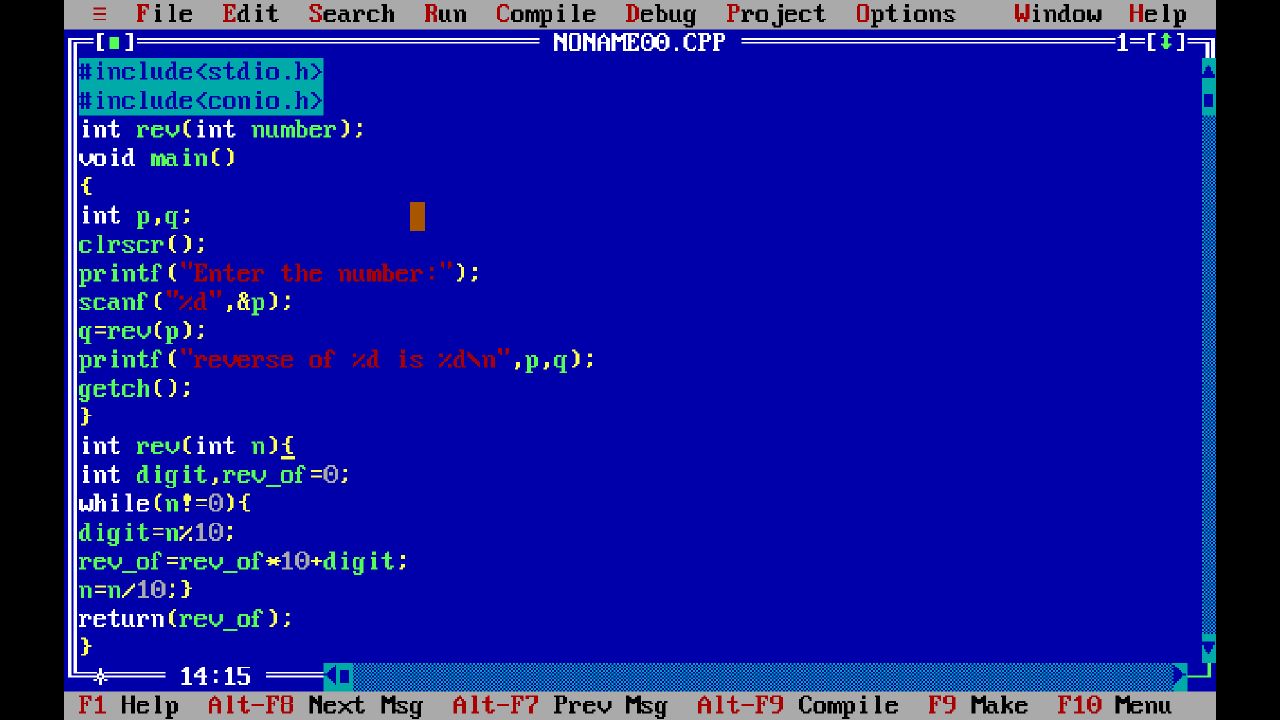 ≡ File Edit Search Run Compile Debug Project Options Window Help
[■] NONAME00.CPP 1=[↕]
#include<stdio.h>
#include<conio.h>
int rev(int number);
void main()
{
int p,q;
clrscr();
printf("Enter the number:");
scanf("%d",&p);
q=rev(p);
printf("reverse of %d is %d\n",p,q);
getch();
}
int rev(int n){
int digit,rev_of=0;
while(n!=0){
digit=n%10;
rev_of=rev_of*10+digit;
n=n/10;}
return(rev_of);
}
14:15
F1 Help Alt-F8 Next Msg Alt-F7 Prev Msg Alt-F9 Compile F9 Make F10 Menu